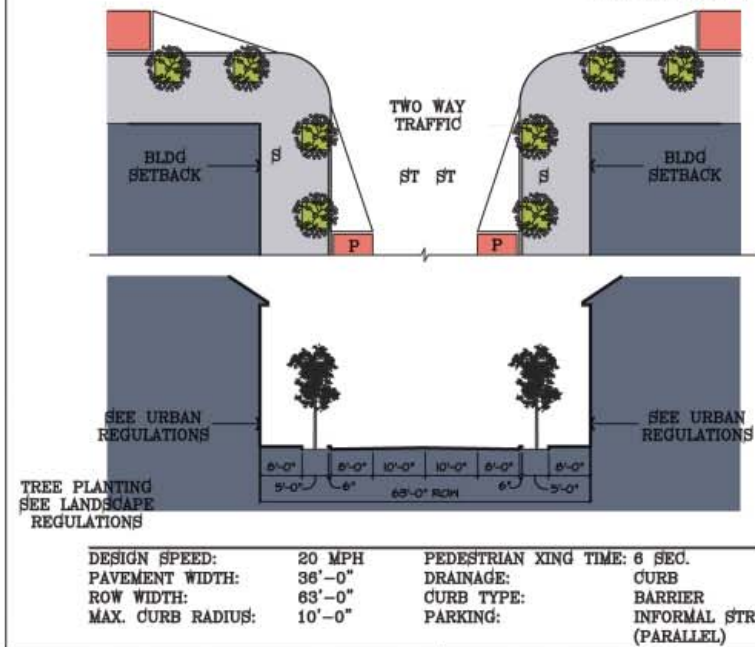 TWO WAY
TRAFFIC
BLDG
SETBACK
S
ST ST
S
BLDG
SETBACK
P
P
SEE URBAN
REGULATIONS
SEE URBAN
REGULATIONS
8'-0" 8'-0" 10'-0" 10'-0" 8'-0" 8'-0"
5'-0" 6" 63'-0" ROW 6" 5'-0"
TREE PLANTING
SEE LANDSCAPE
REGULATIONS
DESIGN SPEED: 20 MPH PEDESTRIAN XING TIME: 6 SEC.
PAVEMENT WIDTH: 36'-0" DRAINAGE: CURB
ROW WIDTH: 63'-0" CURB TYPE: BARRIER
MAX. CURB RADIUS: 10'-0" PARKING: INFORMAL STR
(PARALLEL)